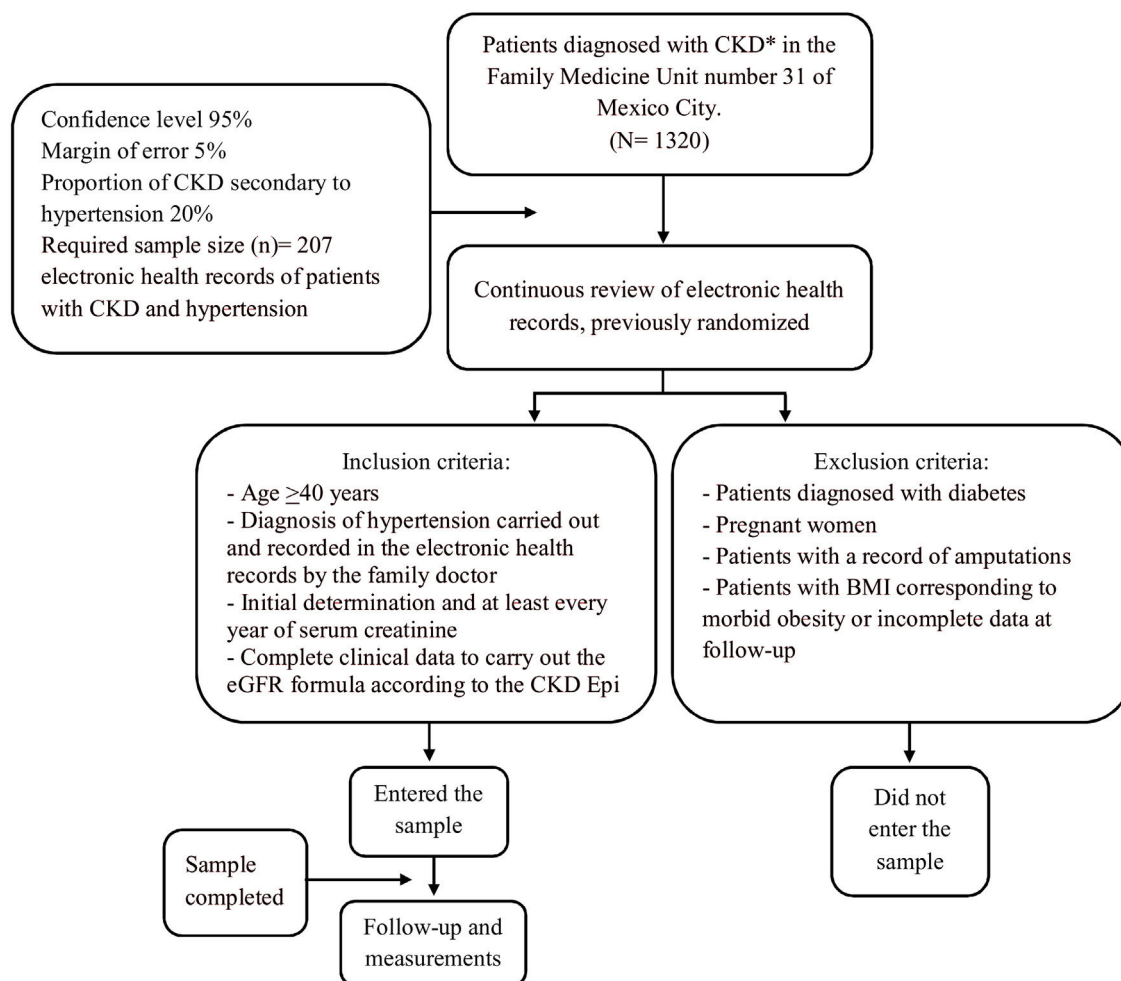 Patients diagnosed with CKD* in the
Family Medicine Unit number 31 of
Mexico City.
(N= 1320)
Confidence level 95%
Margin of error 5%
Proportion of CKD secondary to
hypertension 20%
Required sample size (n)= 207
electronic health records of patients
with CKD and hypertension
Continuous review of electronic health
records, previously randomized
Inclusion criteria:
- Age ≥40 years
- Diagnosis of hypertension carried out
and recorded in the electronic health
records by the family doctor
- Initial determination and at least every
year of serum creatinine
- Complete clinical data to carry out the
eGFR formula according to the CKD Epi
Exclusion criteria:
- Patients diagnosed with diabetes
- Pregnant women
- Patients with a record of amputations
- Patients with BMI corresponding to
morbid obesity or incomplete data at
follow-up
Entered the
sample
Did not
enter the
sample
Sample
completed
Follow-up and
measurements